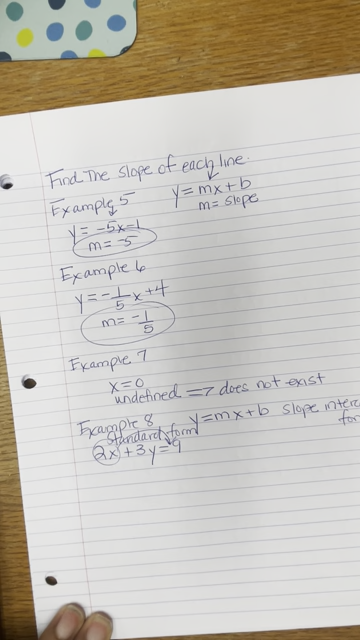 Find The slope of each line.
Example 5
y = mx + b
y = -5x - 1
m = slope
m = -5
Example 6
y = -1/5 x + 4
m = -1/5
Example 7
x = 0
undefined => does not exist
Example 8
y = mx + b slope
Standard form
2x + 3y = 9